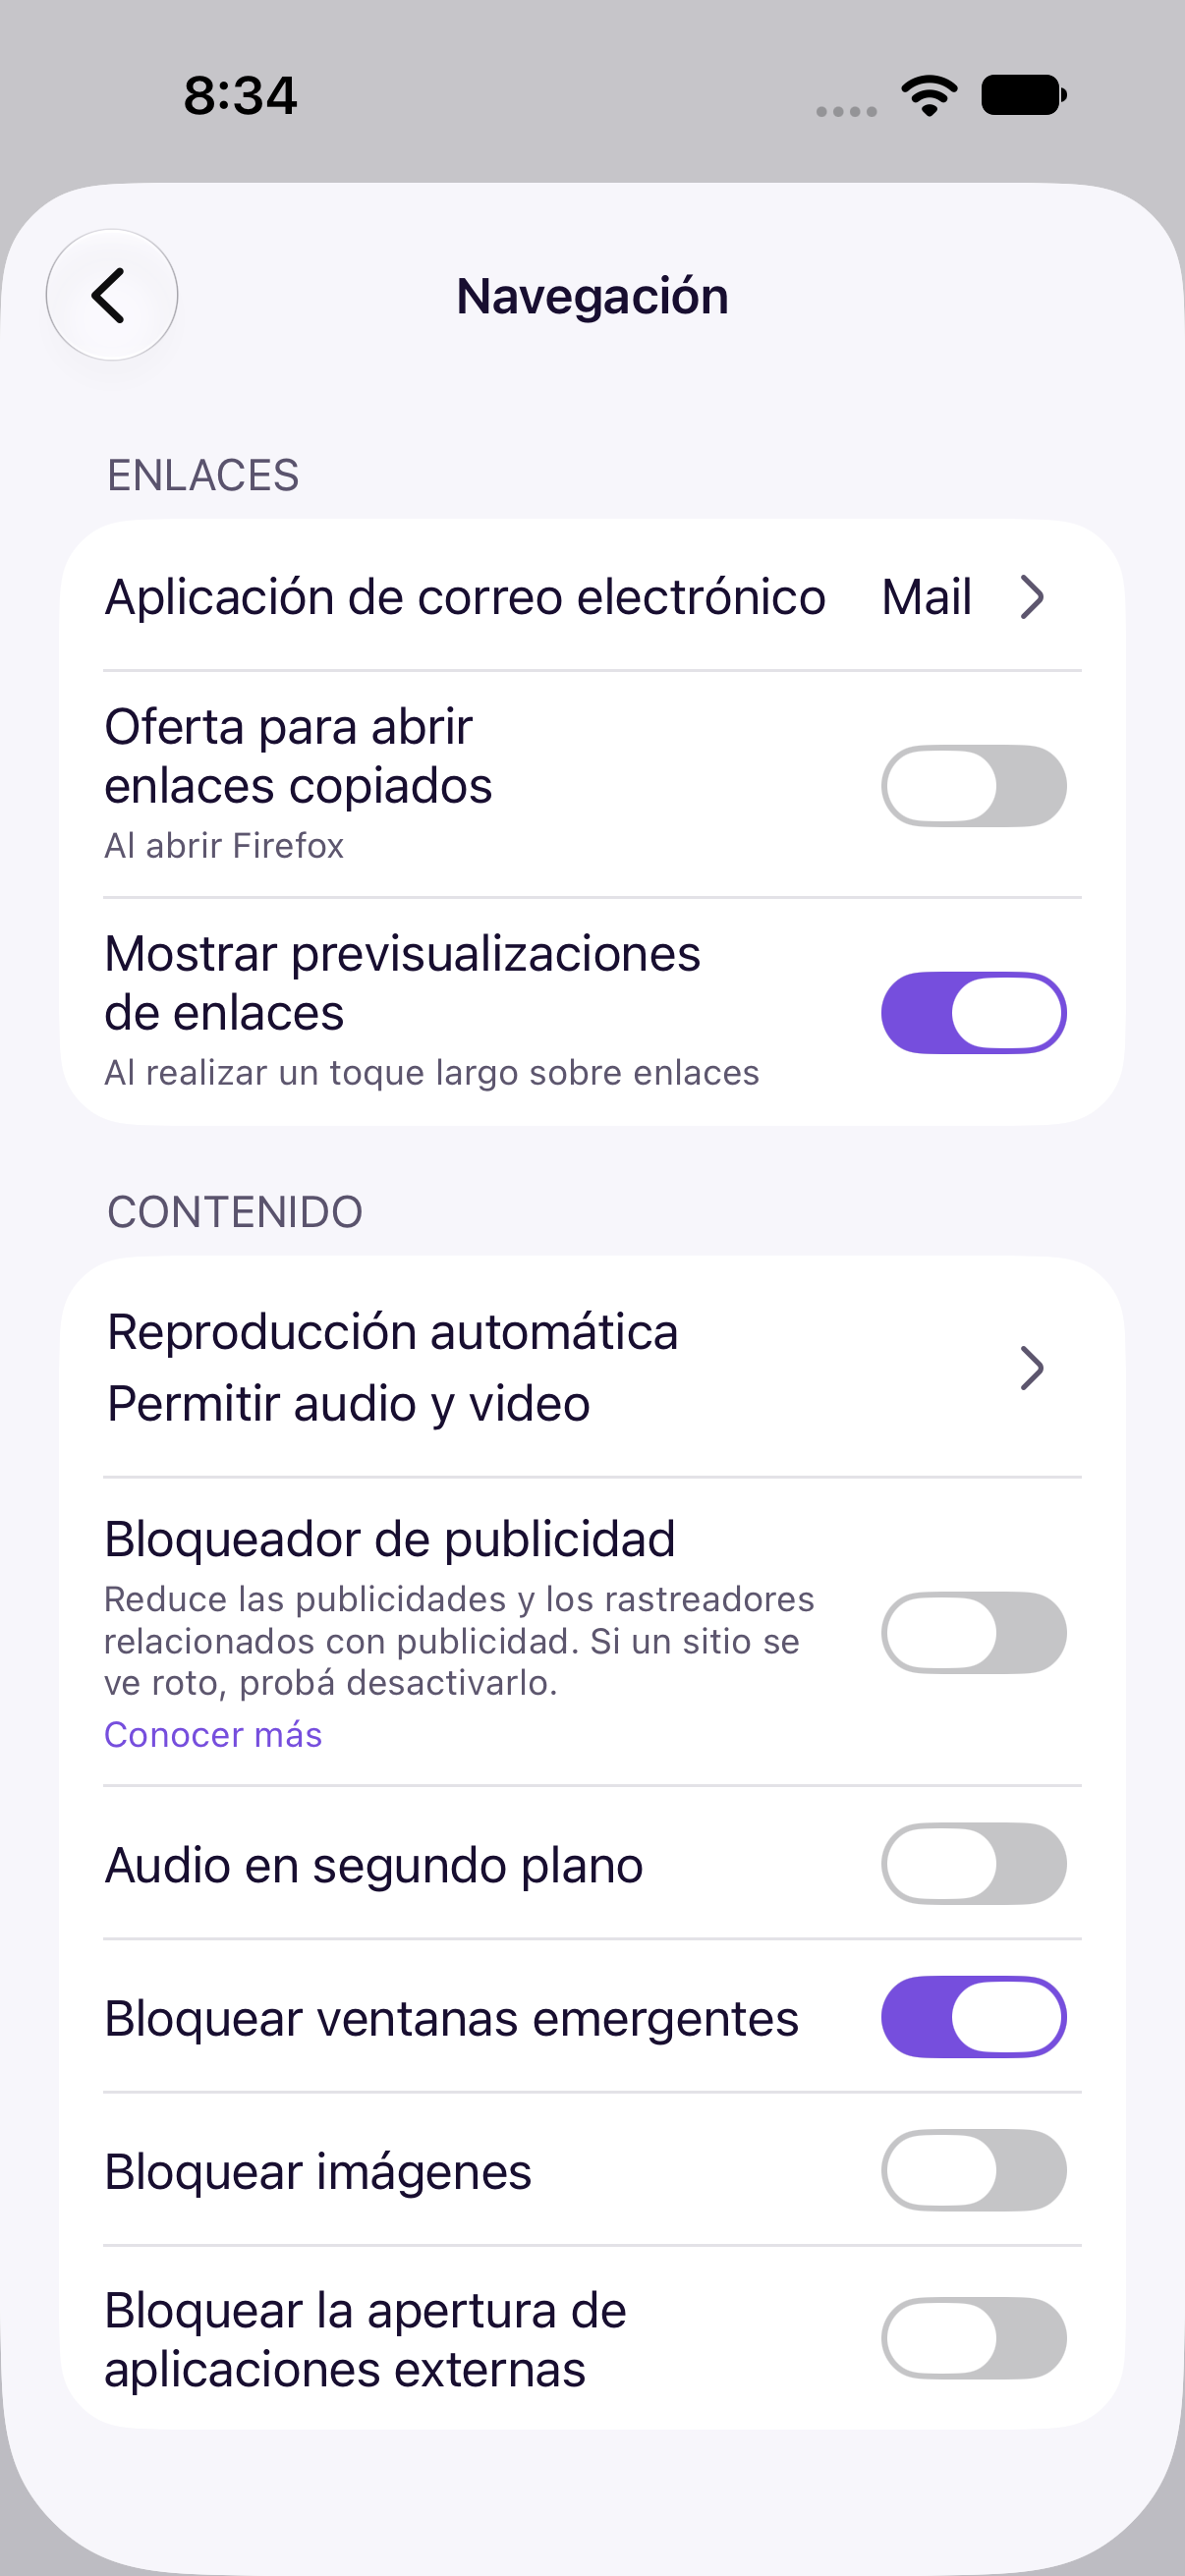 8:34
Navegación
ENLACES
Aplicación de correo electrónico Mail
Oferta para abrir
enlaces copiados
Al abrir Firefox
Mostrar previsualizaciones
de enlaces
Al realizar un toque largo sobre enlaces
CONTENIDO
Reproducción automática
Permitir audio y video
Bloqueador de publicidad
Reduce las publicidades y los rastreadores
relacionados con publicidad. Si un sitio se
ve roto, probá desactivarlo.
Conocer más
Audio en segundo plano
Bloquear ventanas emergentes
Bloquear imágenes
Bloquear la apertura de
aplicaciones externas